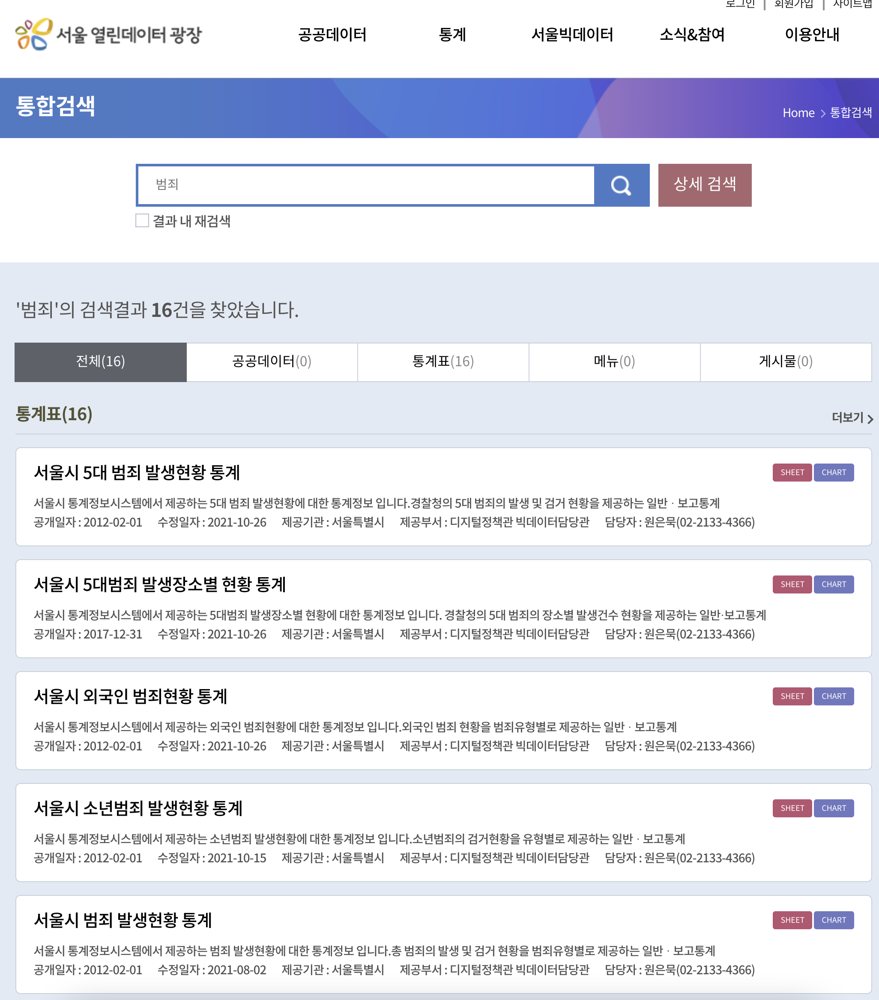 로그인 | 회원가입 | 사이트맵
서울 열린데이터 광장 공공데이터 통계 서울빅데이터 소식&참여 이용안내
통합검색
Home > 통합검색
범죄 상세 검색
결과 내 재검색
'범죄'의 검색결과 16건을 찾았습니다.
전체(16) 공공데이터(0) 통계표(16) 메뉴(0) 게시물(0)
통계표(16) 더보기 >
서울시 5대 범죄 발생현황 통계 SHEET CHART
서울시 통계정보시스템에서 제공하는 5대 범죄 발생현황에 대한 통계정보 입니다.경찰청의 5대 범죄의 발생 및 검거 현황을 제공하는 일반 · 보고통계
공개일자 : 2012-02-01 수정일자 : 2021-10-26 제공기관 : 서울특별시 제공부서 : 디지털정책관 빅데이터담당관 담당자 : 원은묵(02-2133-4366)
서울시 5대범죄 발생장소별 현황 통계 SHEET CHART
서울시 통계정보시스템에서 제공하는 5대범죄 발생장소별 현황에 대한 통계정보 입니다. 경찰청의 5대 범죄의 장소별 발생건수 현황을 제공하는 일반·보고통계
공개일자 : 2017-12-31 수정일자 : 2021-10-26 제공기관 : 서울특별시 제공부서 : 디지털정책관 빅데이터담당관 담당자 : 원은묵(02-2133-4366)
서울시 외국인 범죄현황 통계 SHEET CHART
서울시 통계정보시스템에서 제공하는 외국인 범죄현황에 대한 통계정보 입니다.외국인 범죄 현황을 범죄유형별로 제공하는 일반 · 보고통계
공개일자 : 2012-02-01 수정일자 : 2021-10-26 제공기관 : 서울특별시 제공부서 : 디지털정책관 빅데이터담당관 담당자 : 원은묵(02-2133-4366)
서울시 소년범죄 발생현황 통계 SHEET CHART
서울시 통계정보시스템에서 제공하는 소년범죄 발생현황에 대한 통계정보 입니다.소년범죄의 검거현황을 유형별로 제공하는 일반 · 보고통계
공개일자 : 2012-02-01 수정일자 : 2021-10-15 제공기관 : 서울특별시 제공부서 : 디지털정책관 빅데이터담당관 담당자 : 원은묵(02-2133-4366)
서울시 범죄 발생현황 통계 SHEET CHART
서울시 통계정보시스템에서 제공하는 범죄 발생현황에 대한 통계정보 입니다.총 범죄의 발생 및 검거 현황을 범죄유형별로 제공하는 일반 · 보고통계
공개일자 : 2012-02-01 수정일자 : 2021-08-02 제공기관 : 서울특별시 제공부서 : 디지털정책관 빅데이터담당관 담당자 : 원은묵(02-2133-4366)